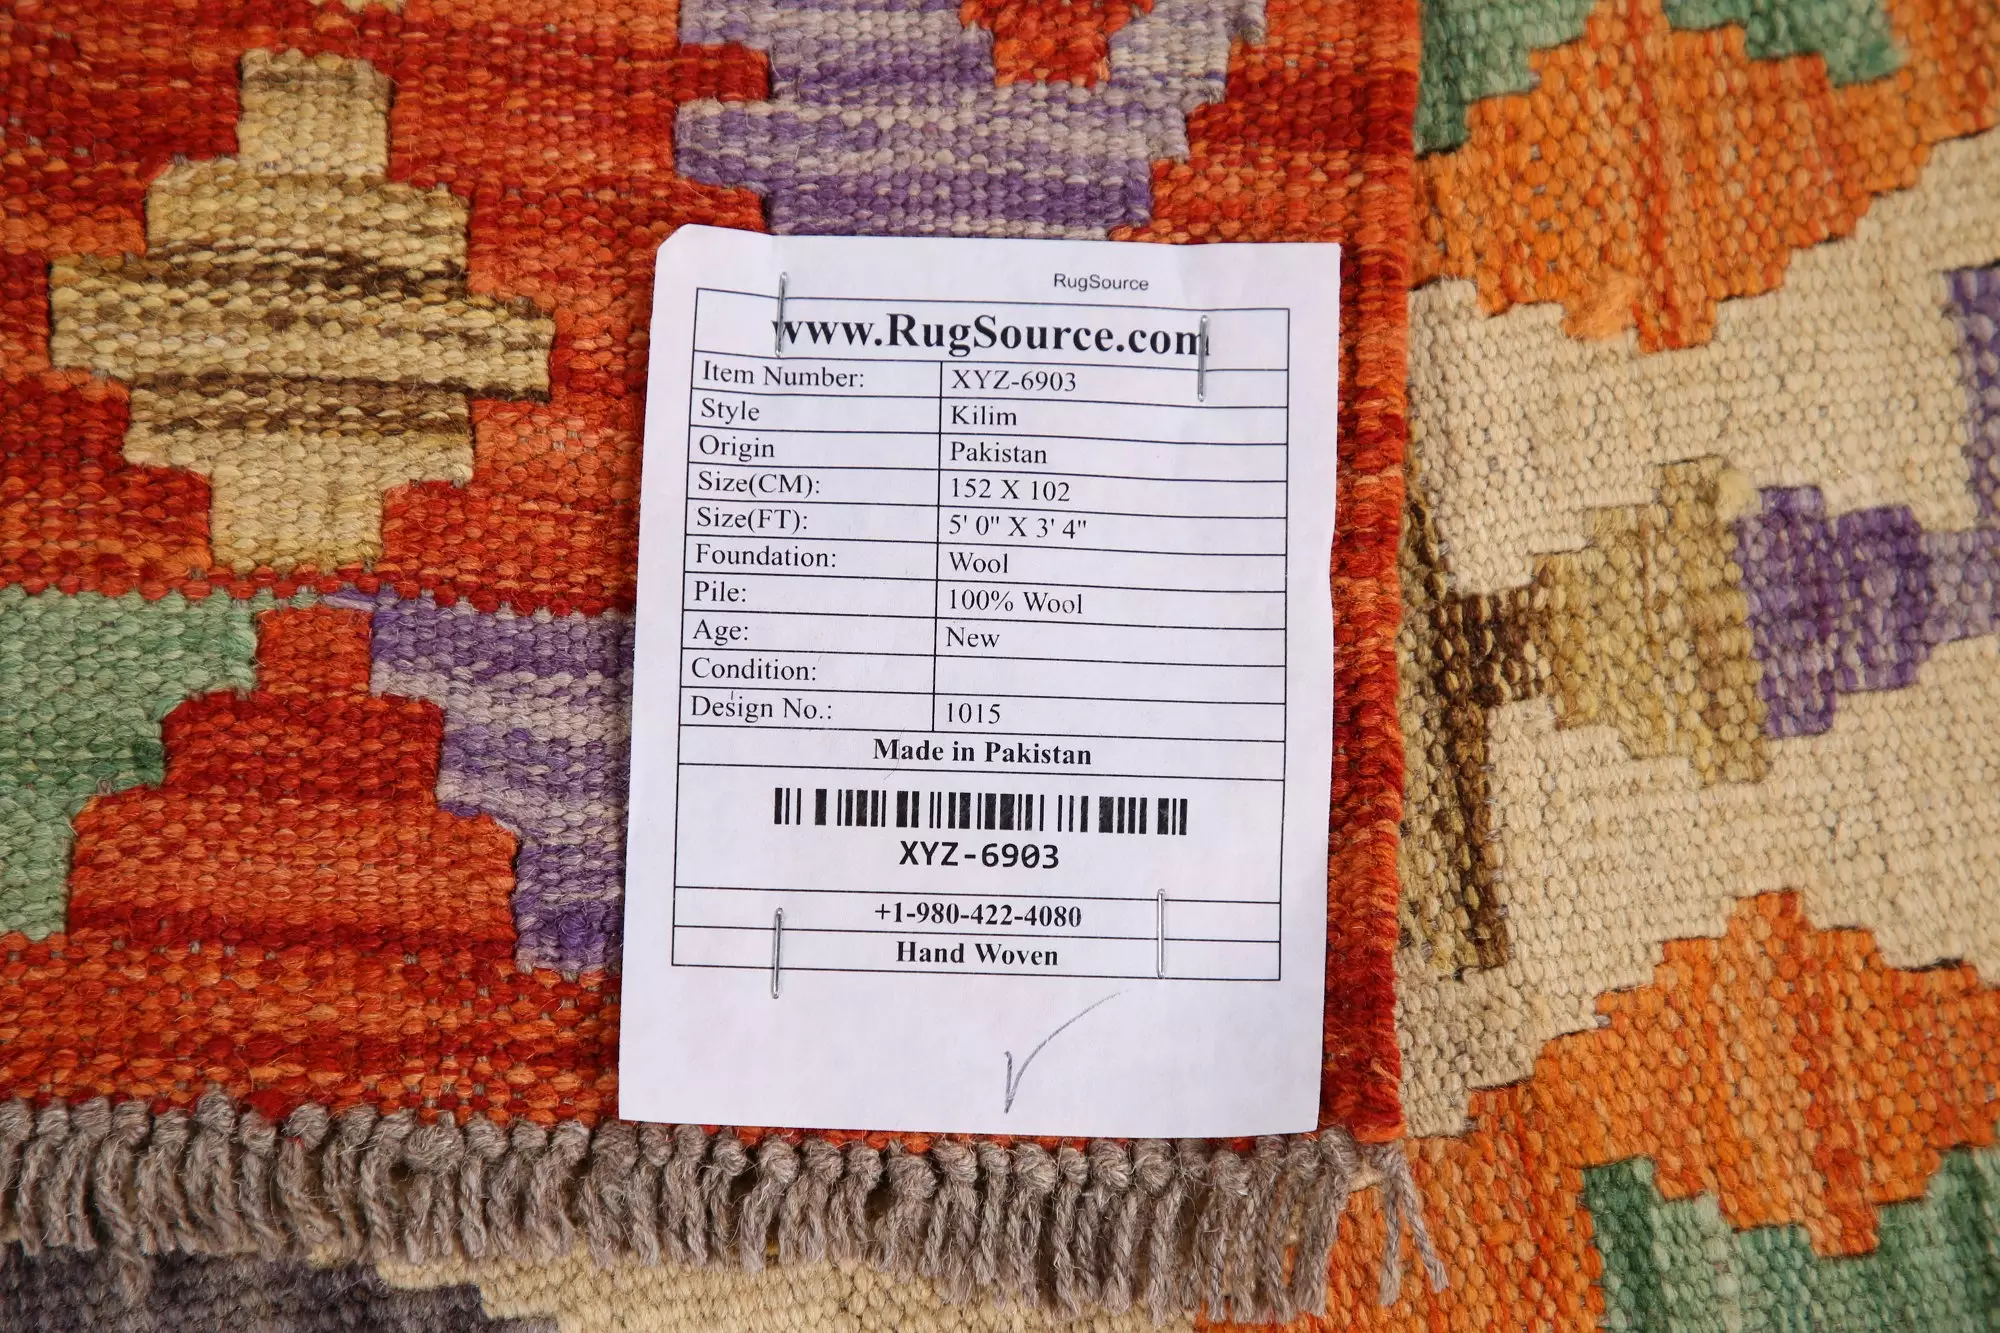 RugSource
www.RugSource.com
Item Number: XYZ-6903
Style Kilim
Origin Pakistan
Size(CM): 152 X 102
Size(FT): 5' 0" X 3' 4"
Foundation: Wool
Pile: 100% Wool
Age: New
Condition:
Design No.: 1015
Made in Pakistan
XYZ-6903
+1-980-422-4080
Hand Woven